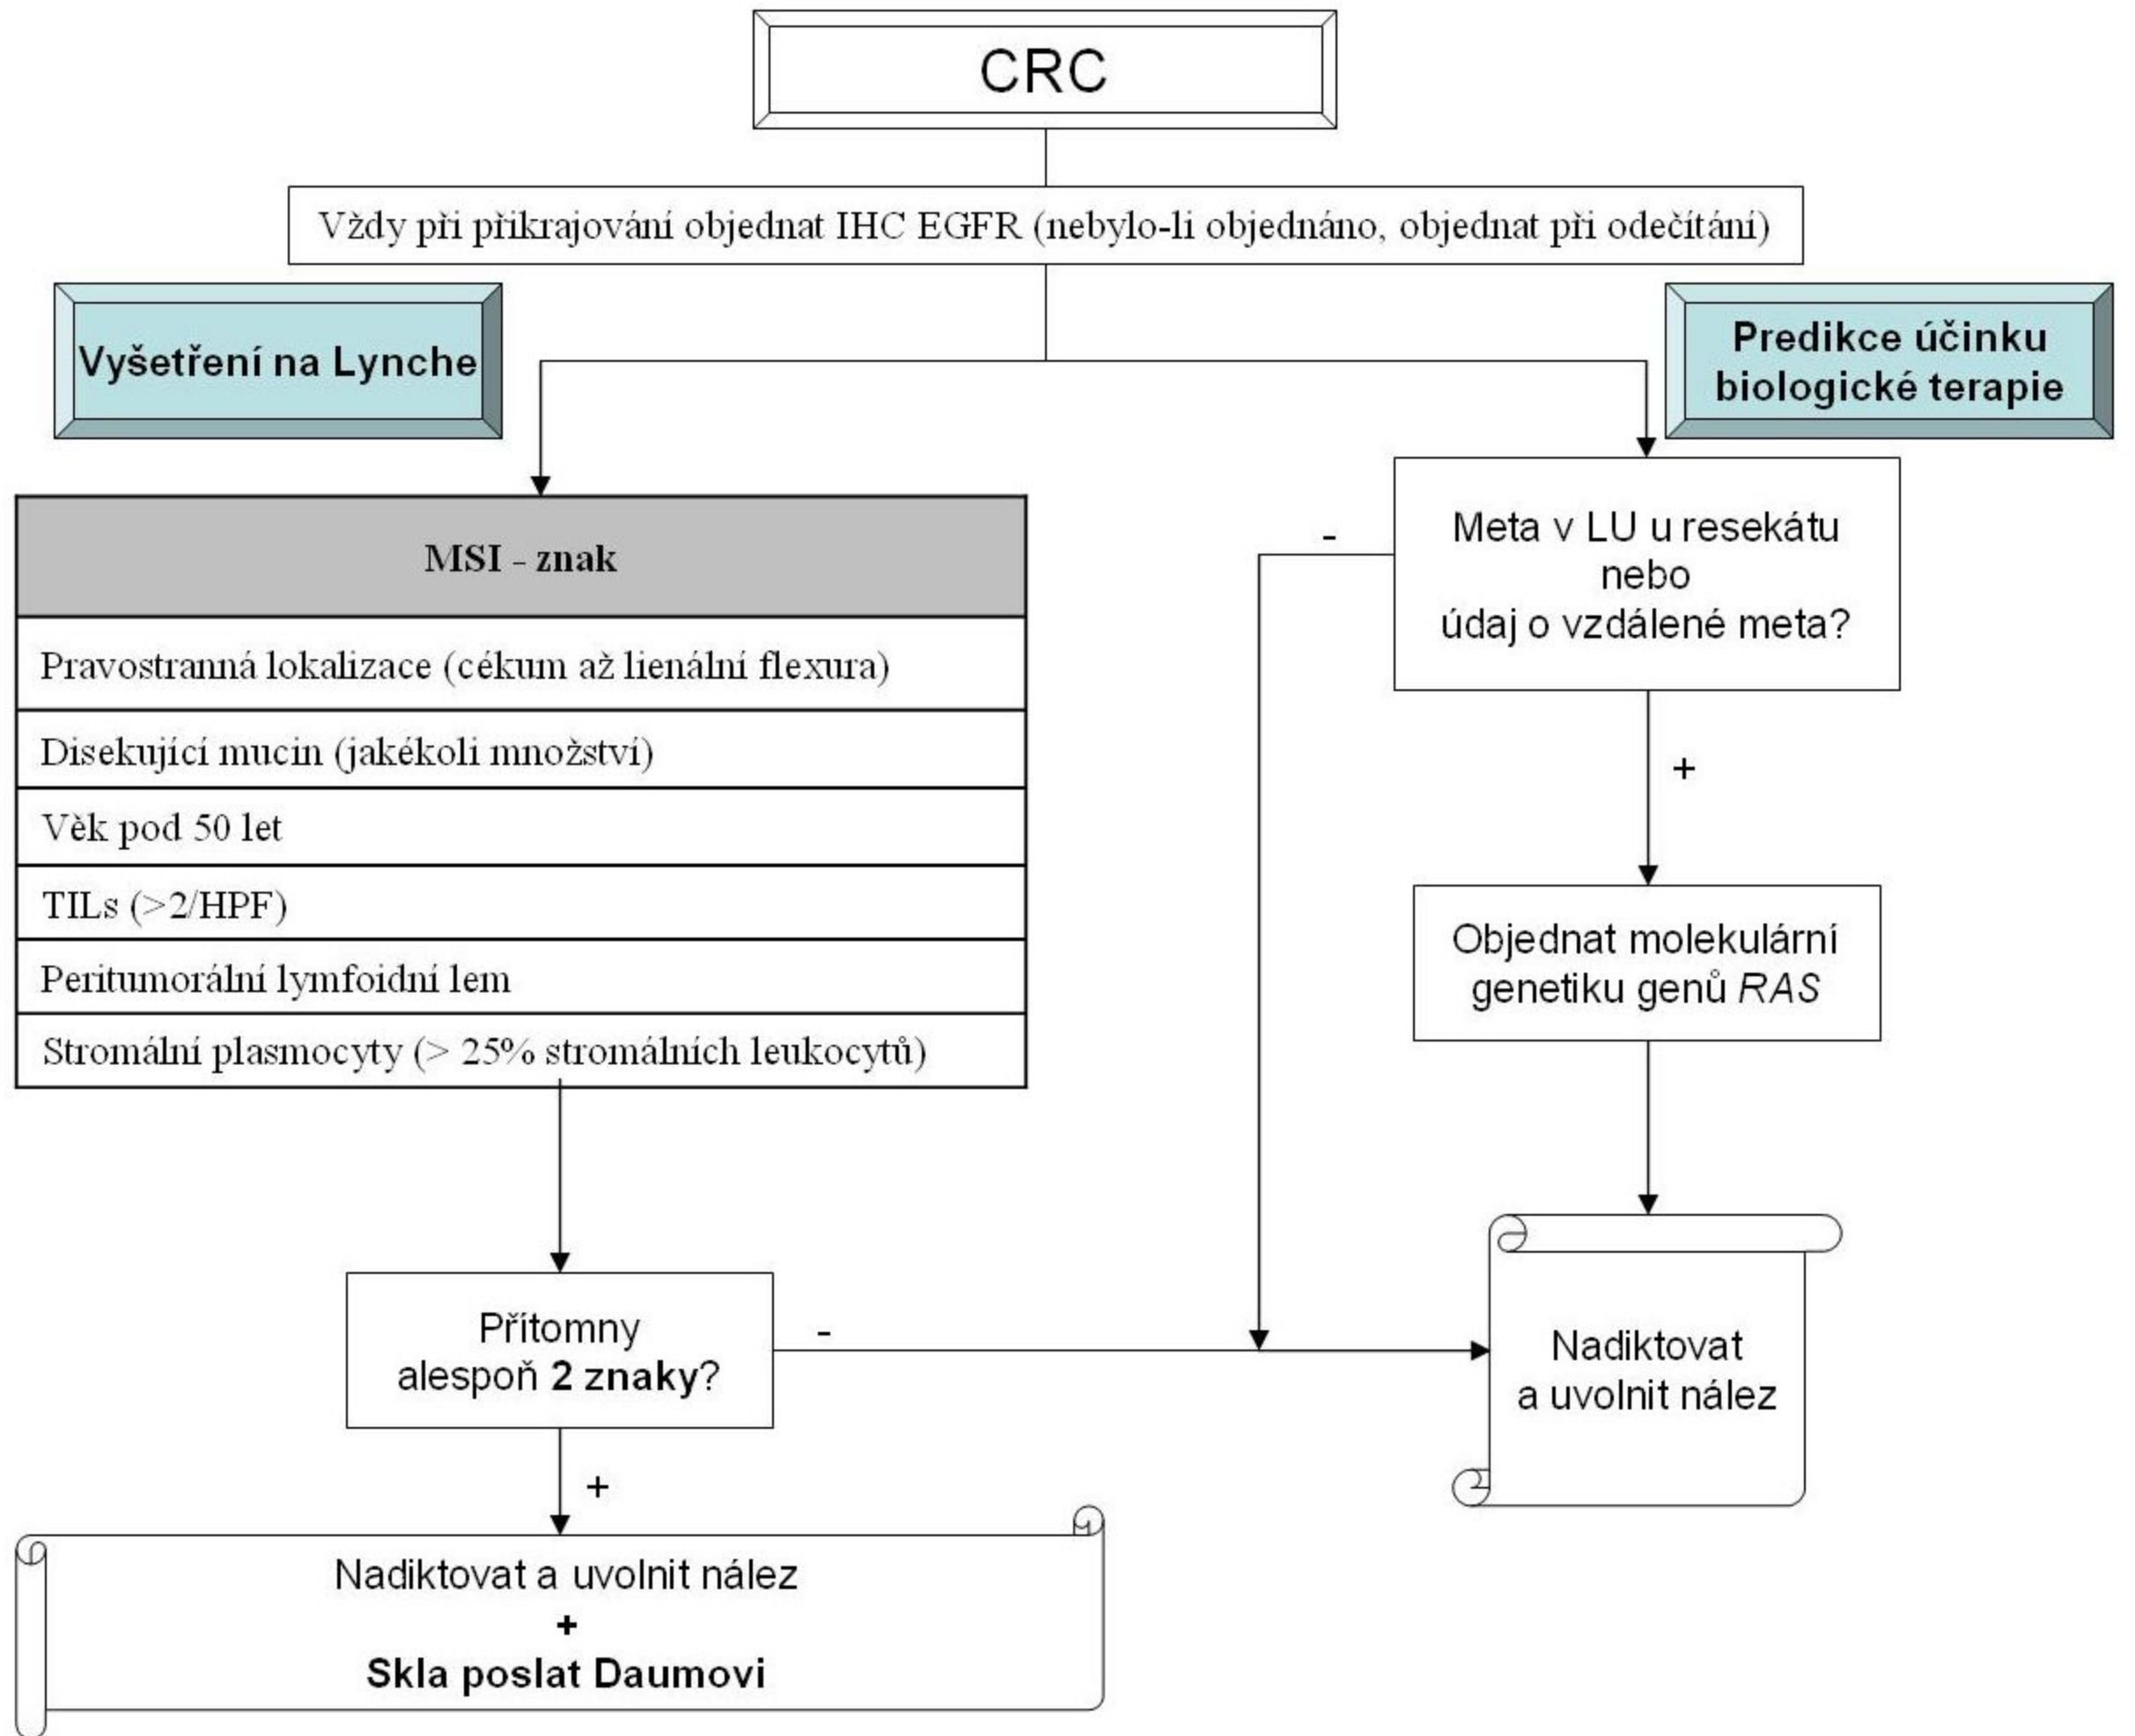 CRC
Vždy při přikrajování objednat IHC EGFR (nebylo-li objednáno, objednat při odečítání)
Vyšetření na Lynche
Predikce účinku
biologické terapie
MSI - znak
Pravostranná lokalizace (cékum až lienální flexura)
Disekující mucin (jakékoli množství)
Věk pod 50 let
TILs (>2/HPF)
Peritumorální lymfoidní lem
Stromální plasmocyty (> 25% stromálních leukocytů)
Meta v LU u resekátu
nebo
údaj o vzdálené meta?
-
+
Objednat molekulární
genetiku genů RAS
Přítomny
alespoň 2 znaky?
-
+
Nadiktovat
a uvolnit nález
Nadiktovat a uvolnit nález
+
Skla poslat Daumovi